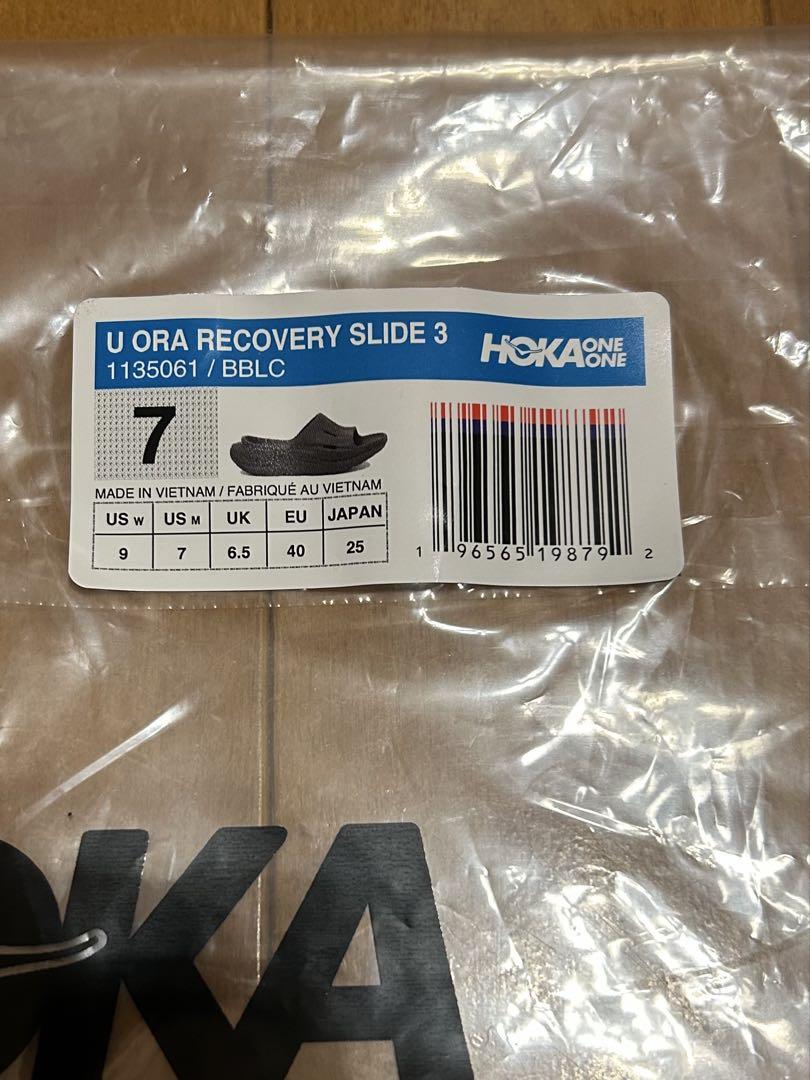 U ORA RECOVERY SLIDE 3
1135061 / BBLC
HOKA ONE ONE
7
MADE IN VIETNAM / FABRIQUÉ AU VIETNAM
US W US M UK EU JAPAN
9 7 6.5 40 25
1 96565 19879 2
OKA